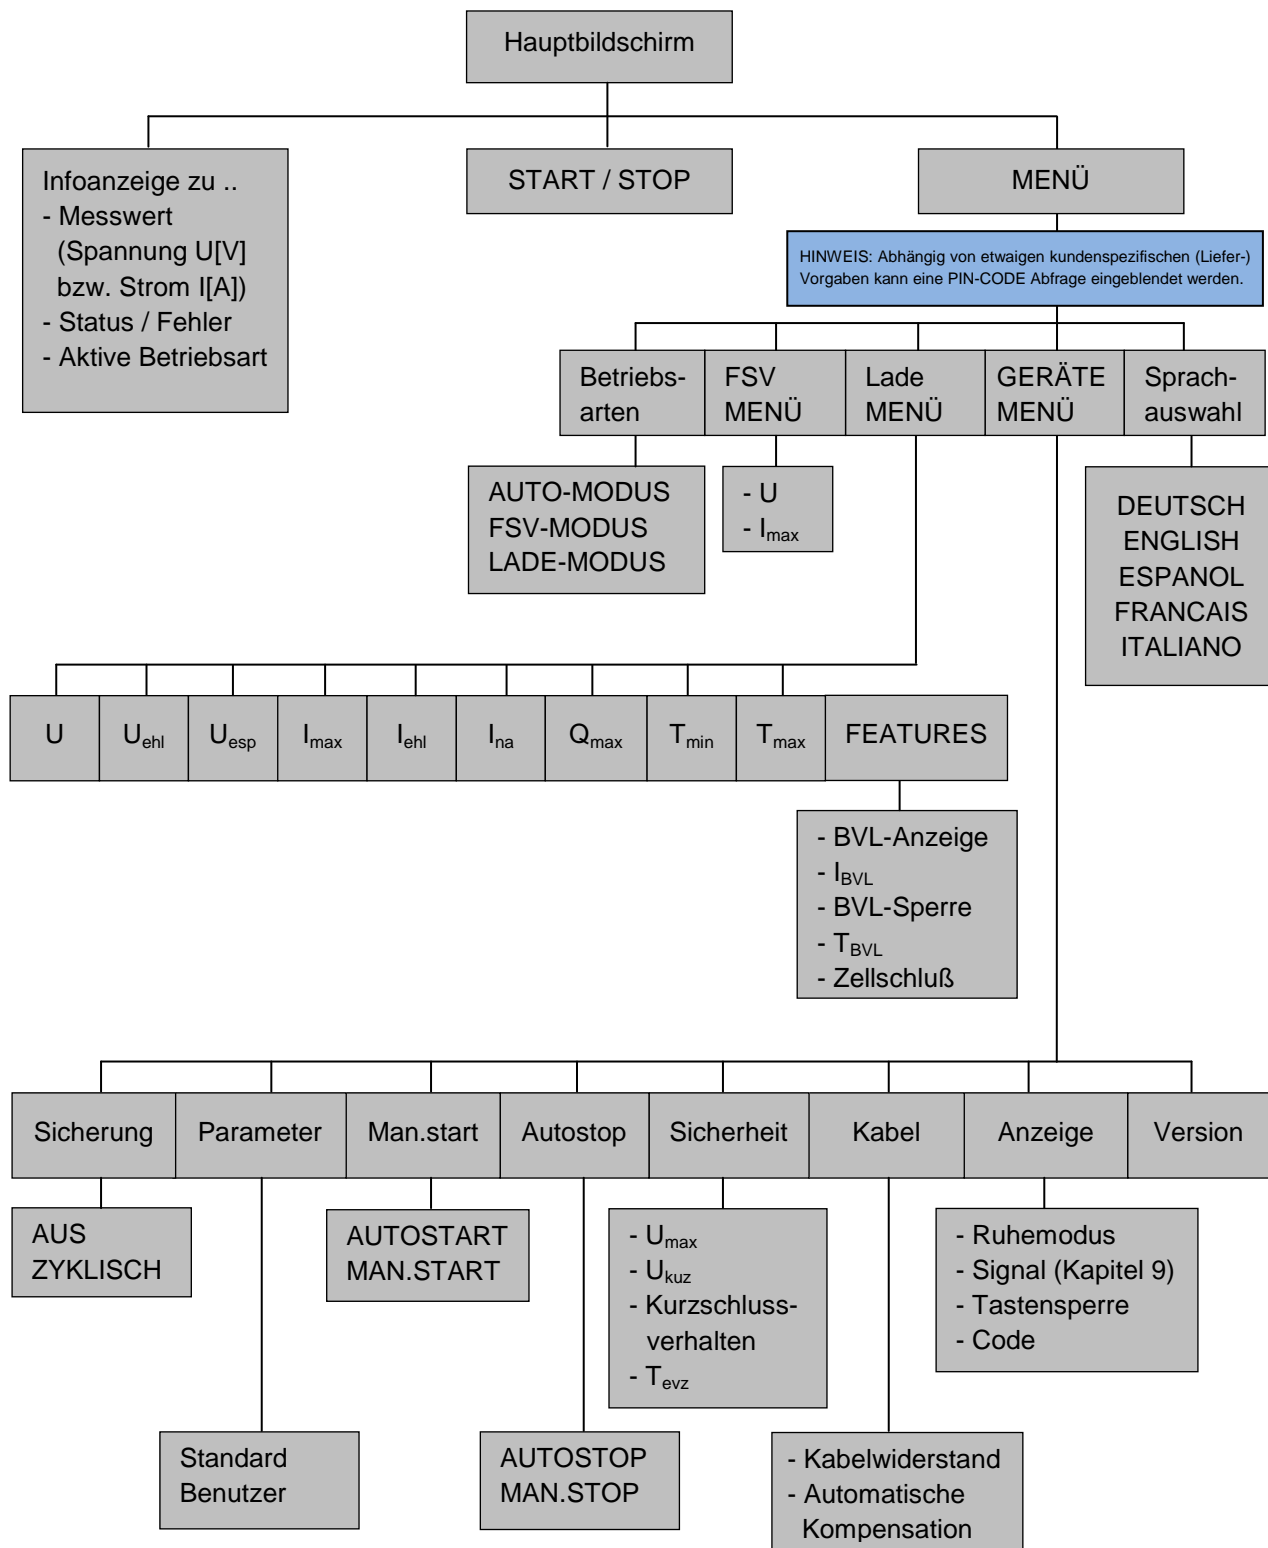 Hauptbildschirm
Infoanzeige zu ..
- Messwert
(Spannung U[V]
bzw. Strom I[A])
- Status / Fehler
- Aktive Betriebsart
START / STOP
MENÜ
HINWEIS: Abhängig von etwaigen kundenspezifischen (Liefer-)
Vorgaben kann eine PIN-CODE Abfrage eingeblendet werden.
Betriebs-
arten
FSV
MENÜ
Lade
MENÜ
GERÄTE
MENÜ
Sprach-
auswahl
AUTO-MODUS
FSV-MODUS
LADE-MODUS
- U
- Imax
DEUTSCH
ENGLISH
ESPANOL
FRANCAIS
ITALIANO
U
Uehl
Uesp
Imax
Iehl
Ina
Qmax
Tmin
Tmax
FEATURES
- BVL-Anzeige
- IBVL
- BVL-Sperre
- TBVL
- Zellschluß
Sicherung
Parameter
Man.start
Autostop
Sicherheit
Kabel
Anzeige
Version
AUS
ZYKLISCH
AUTOSTART
MAN.START
- Umax
- Ukuz
- Kurzschluss-
verhalten
- Tevz
- Ruhemodus
- Signal (Kapitel 9)
- Tastensperre
- Code
Standard
Benutzer
AUTOSTOP
MAN.STOP
- Kabelwiderstand
- Automatische
Kompensation